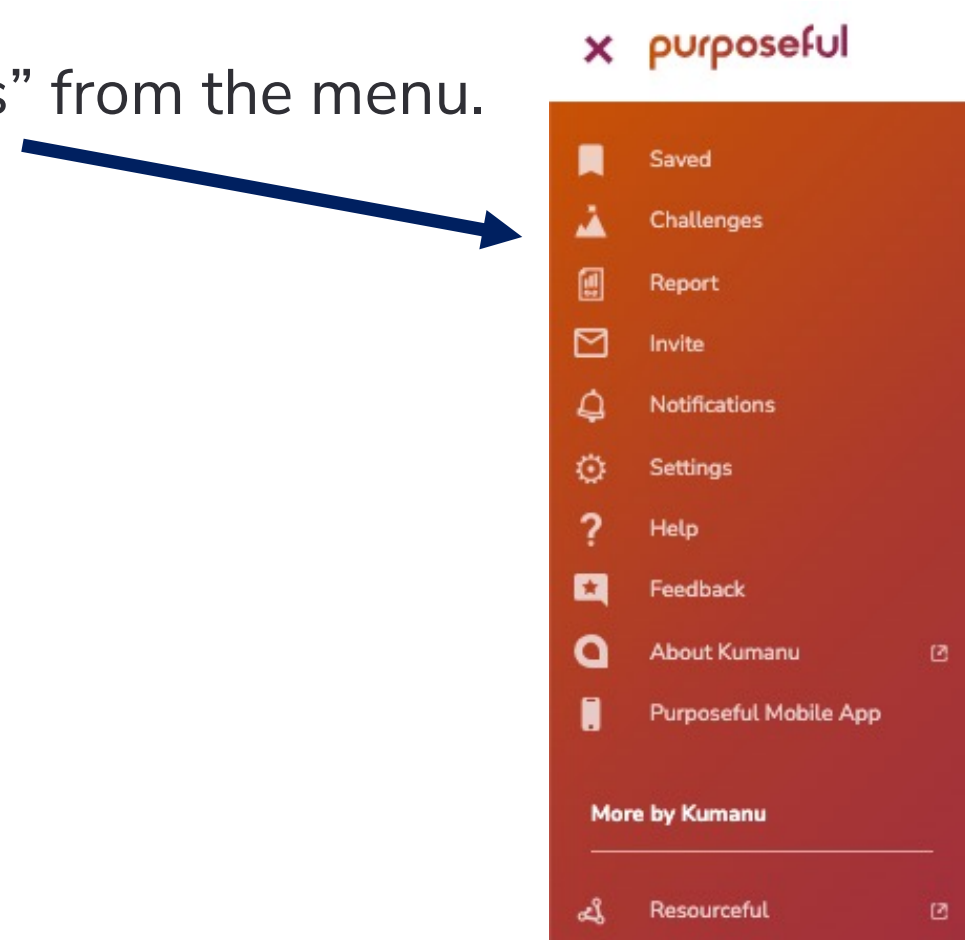 s” from the menu.
purposeful
Saved
Challenges
Report
Invite
Notifications
Settings
Help
Feedback
About Kumanu
Purposeful Mobile App
More by Kumanu
Resourceful